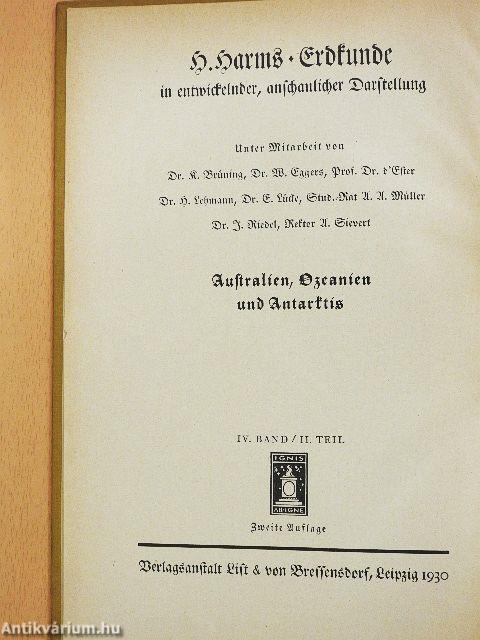 H. Harms · Erdkunde
in entwickelnder, anschaulicher Darstellung
Unter Mitarbeit von
Dr. K. Brüning, Dr. W. Eggers, Prof. Dr. d'Ester
Dr. H. Lehmann, Dr. E. Lücke, Stud.-Rat A. A. Müller
Dr. J. Riedel, Rektor A. Sievert
Australien, Ozeanien
und Antarktis
IV. BAND / II. TEIL
IGNIS
AB IGNE
Zweite Auflage
Verlagsanstalt List & von Bressensdorf, Leipzig 1930
Antikvárium.hu